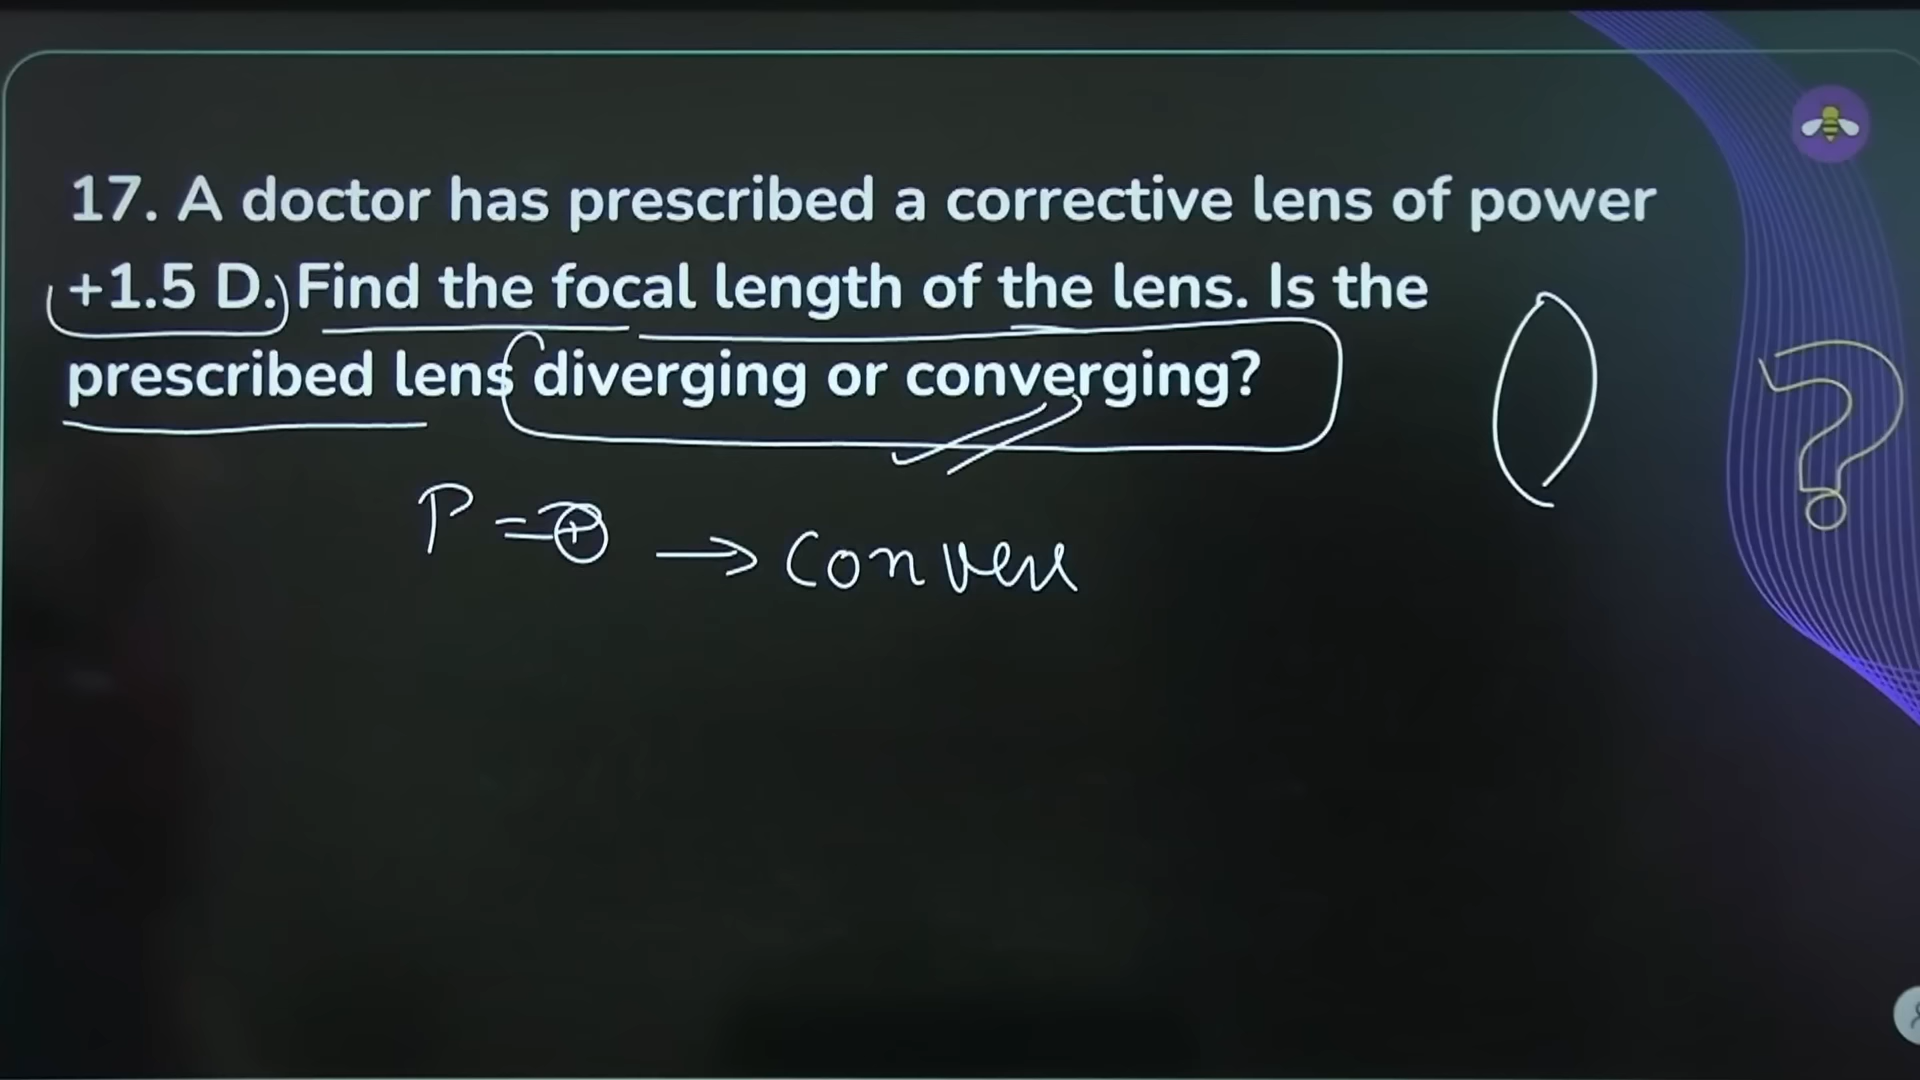 17. A doctor has prescribed a corrective lens of power
+1.5 D. Find the focal length of the lens. Is the
prescribed lens diverging or converging?
P = ⊕ → Conver